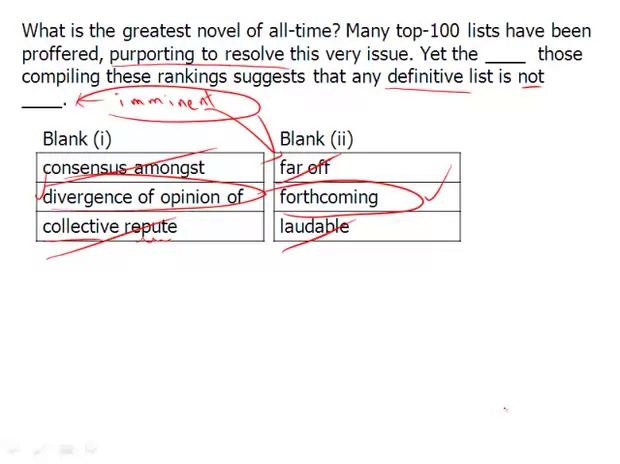 What is the greatest novel of all-time? Many top-100 lists have been
proffered, purporting to resolve this very issue. Yet the ____ those
compiling these rankings suggests that any definitive list is not
____. imminent
Blank (i) Blank (ii)
consensus amongst far off
divergence of opinion of forthcoming
collective repute laudable